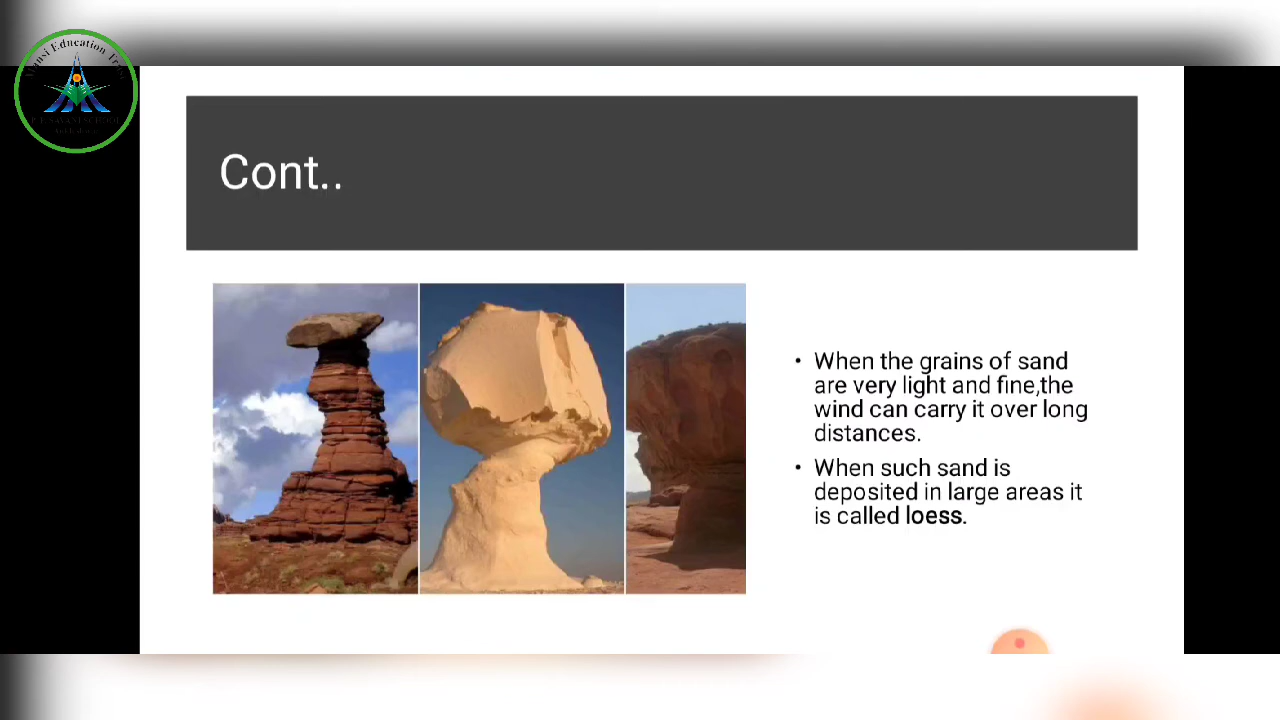 Education
Cont..
• When the grains of sand
are very light and fine,the
wind can carry it over long
distances.
• When such sand is
deposited in large areas it
is called loess.